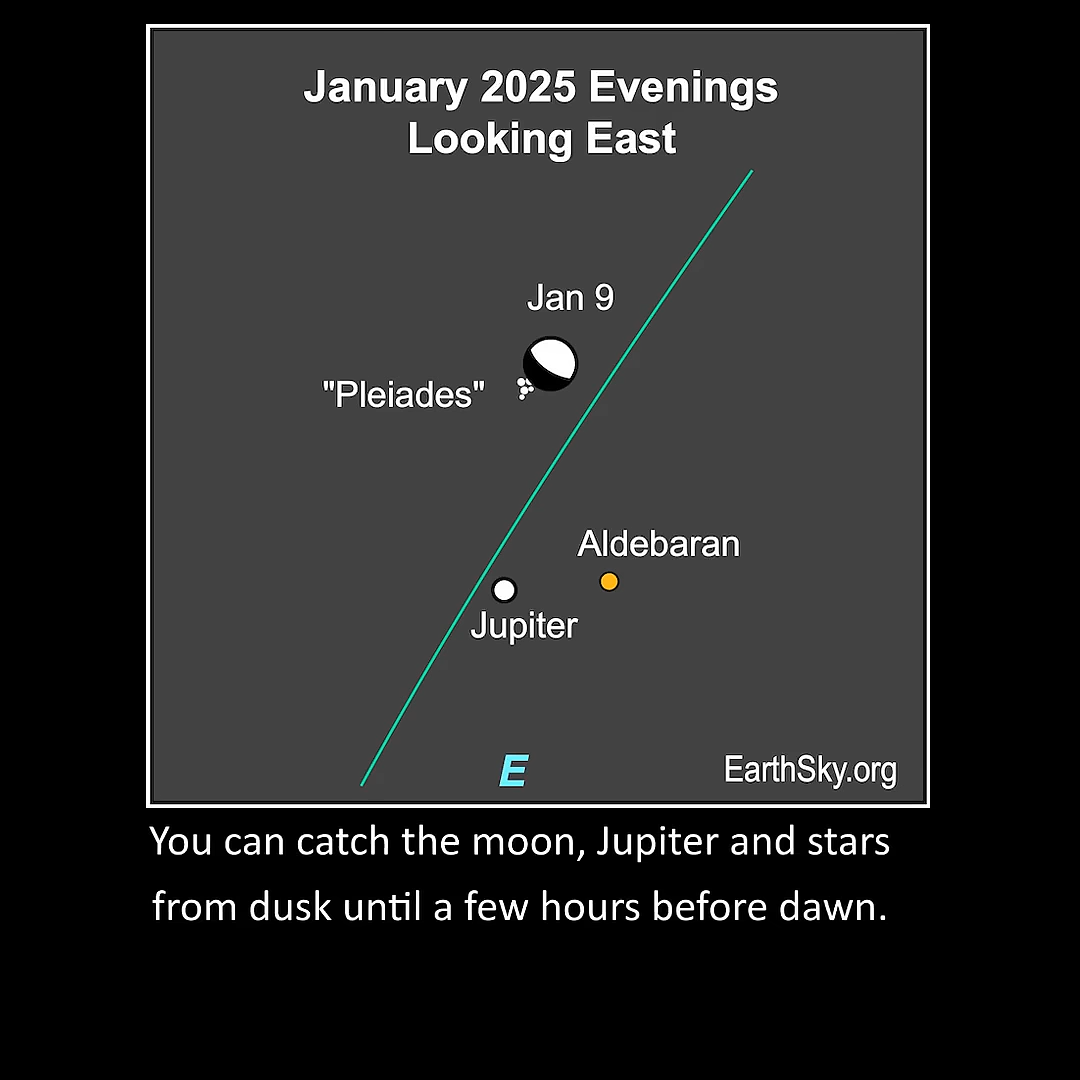 January 2025 Evenings
Looking East
Jan 9
"Pleiades"
Aldebaran
Jupiter
E
EarthSky.org
You can catch the moon, Jupiter and stars
from dusk until a few hours before dawn.